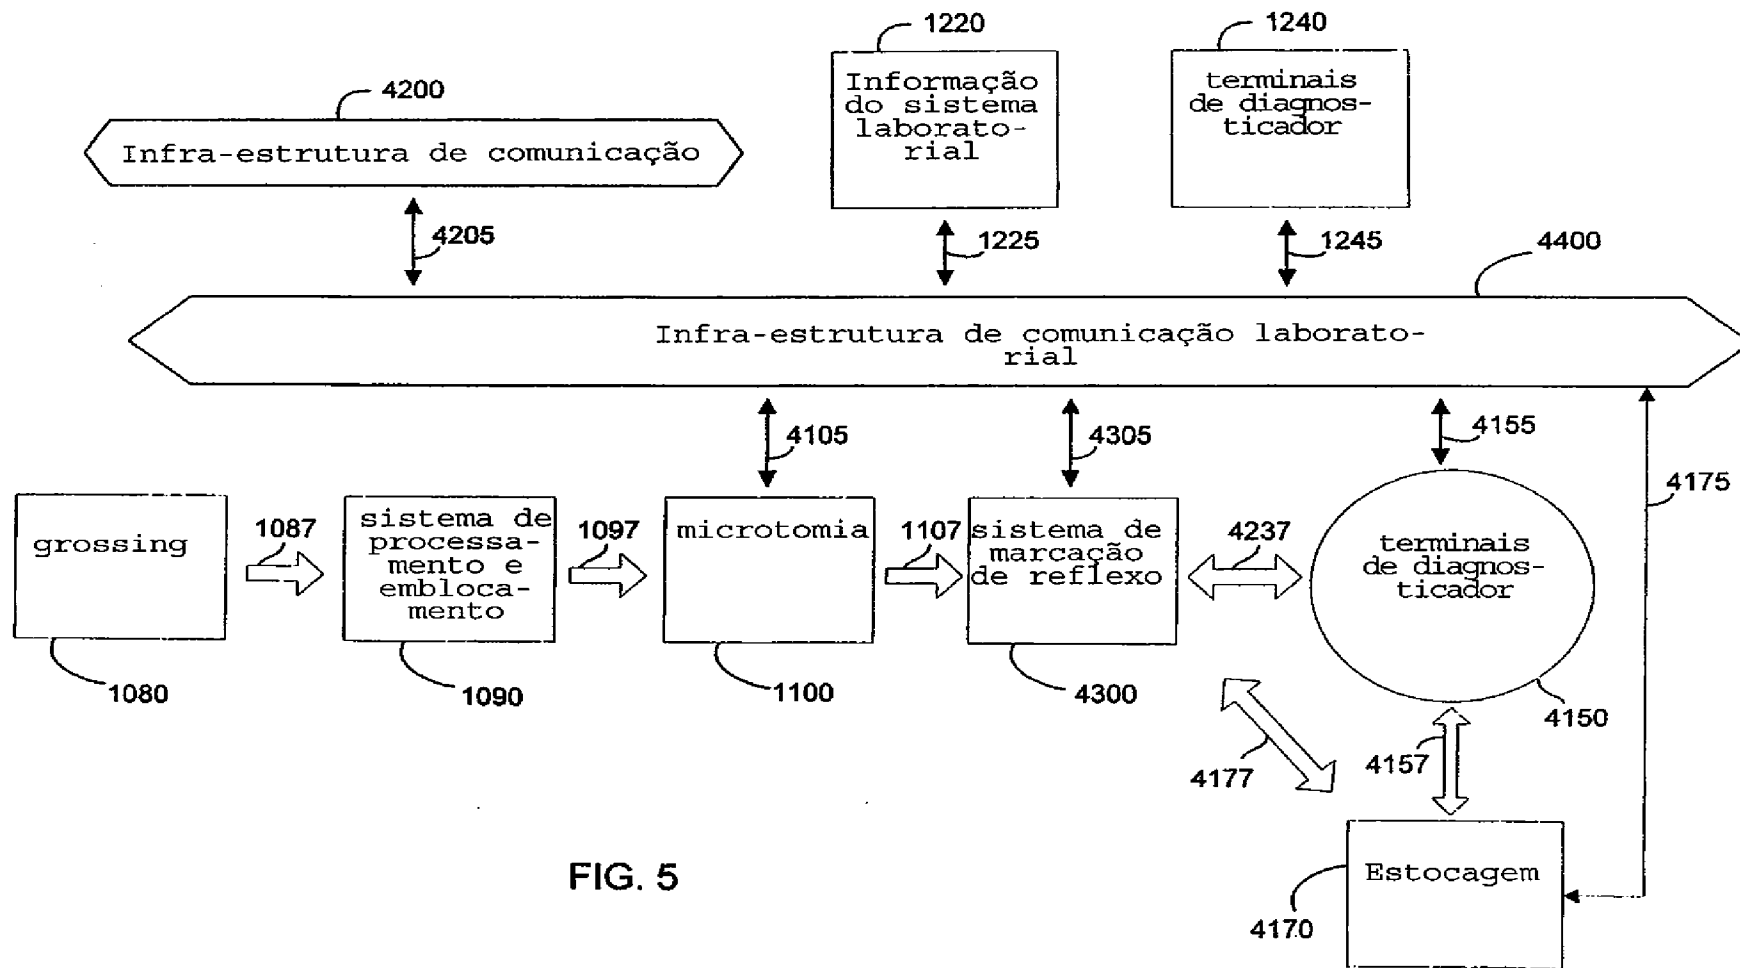 1220
1240
Informação
do sistema
laborato-
rial
terminais
de diagnos-
ticador
4200
Infra-estrutura de comunicação
4205
1225
1245
4400
Infra-estrutura de comunicação laborato-
rial
4105
4305
4155
4175
grossing
1087
sistema de
processa-
mento e
embloca-
mento
1097
microtomia
1107
sistema de
marcação
de reflexo
4237
terminais
de diagnos-
ticador
1080
1090
1100
4300
4150
4177
4157
Estocagem
4170
FIG. 5